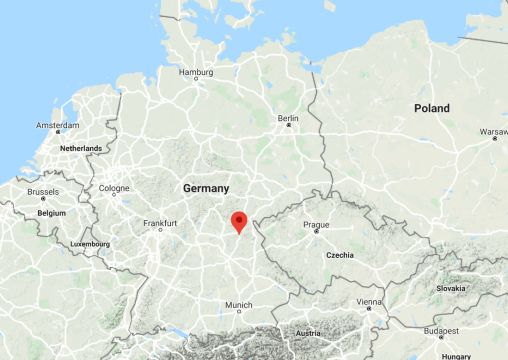 Hamburg
Berlin
Poland
Amsterdam
Warsaw
Netherlands
Brussels
Cologne
Germany
Belgium
Frankfurt
Prague
Luxembourg
Czechia
Slovakia
Munich
Vienna
Austria
Budapest
Hungary